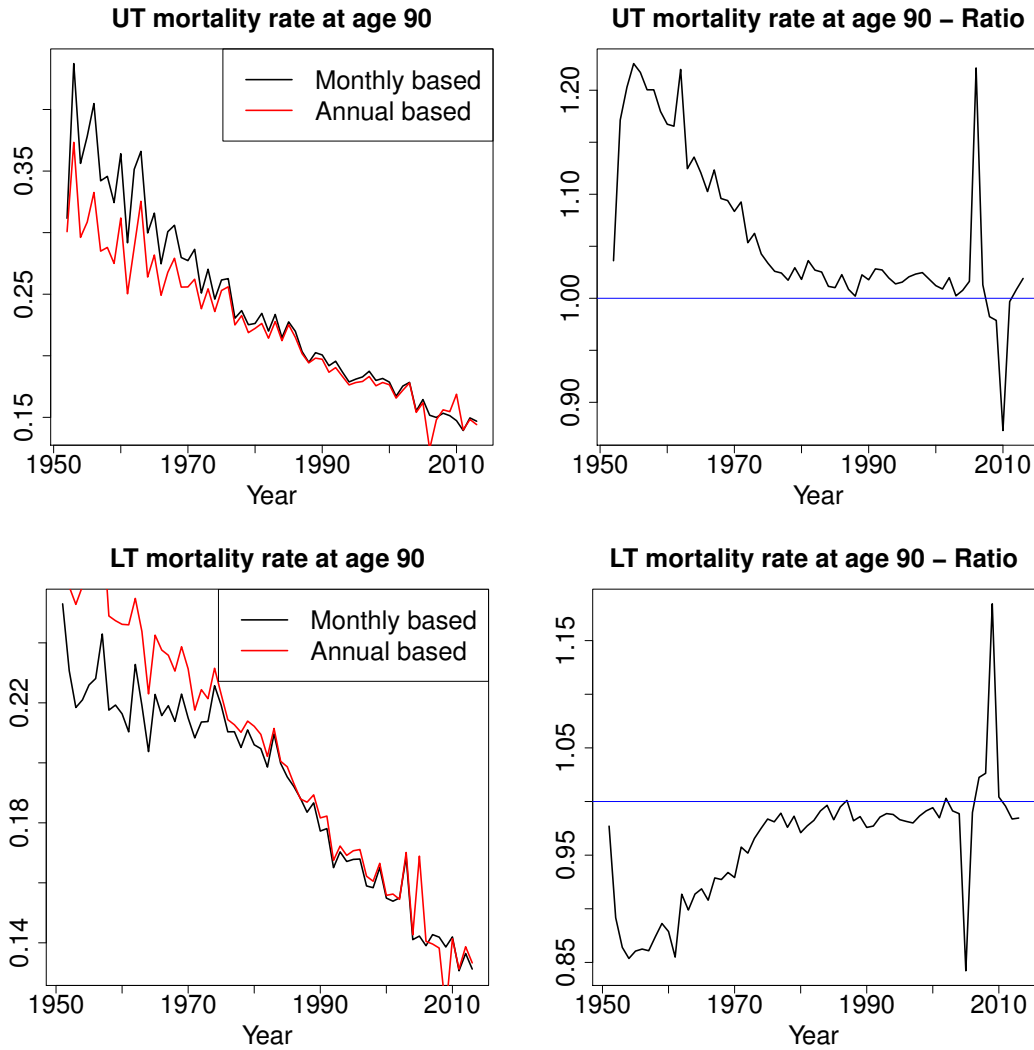 UT mortality rate at age 90
Monthly based
Annual based
0.35
0.25
0.15
1950 1970 1990 2010
Year
UT mortality rate at age 90 − Ratio
1.20
1.10
1.00
0.90
1950 1970 1990 2010
Year
LT mortality rate at age 90
Monthly based
Annual based
0.22
0.18
0.14
1950 1970 1990 2010
Year
LT mortality rate at age 90 − Ratio
1.15
1.05
0.95
0.85
1950 1970 1990 2010
Year